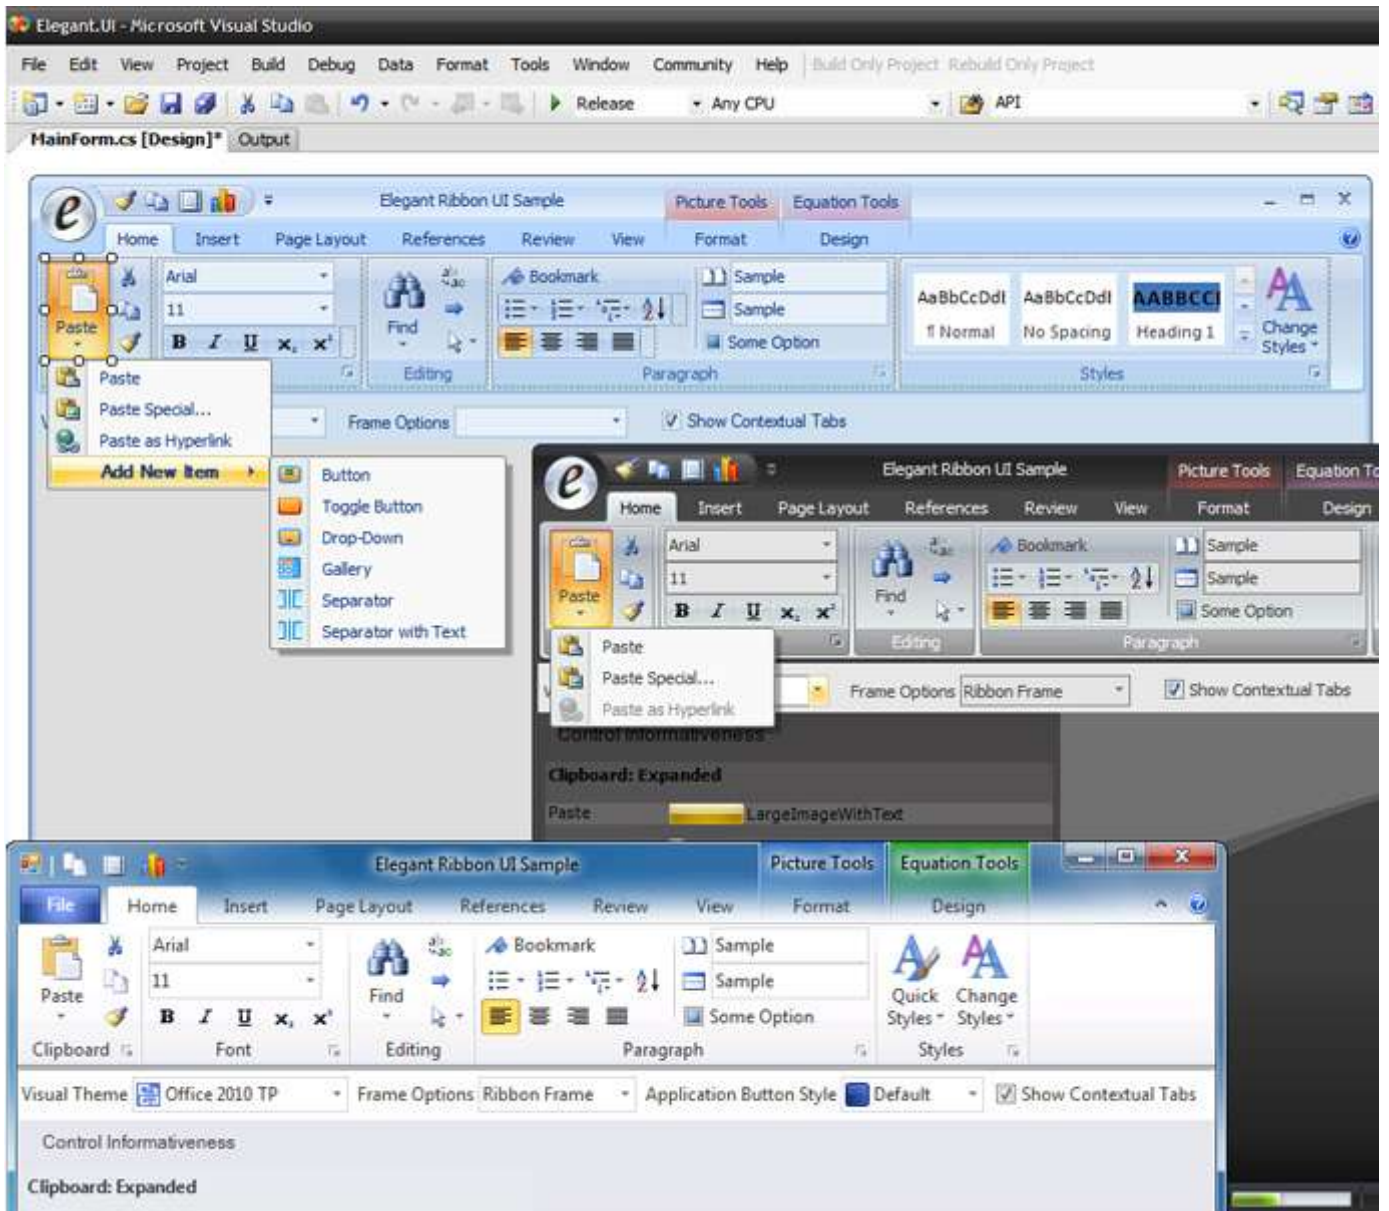 Elegant.UI - Microsoft Visual Studio
File Edit View Project Build Debug Data Format Tools Window Community Help Build Only Project Rebuild Only Project
Release Any CPU API
MainForm.cs [Design]* Output
Elegant Ribbon UI Sample Picture Tools Equation Tools
Home Insert Page Layout References Review View Format Design
Arial Bookmark Sample
11 Sample
AaBbCcDdI AaBbCcDdI AABBCCI
Paste Find ¶ Normal No Spacing Heading 1 Change Styles
B I U x, x² Some Option
Editing Paragraph Styles
Paste
Paste Special...
Paste as Hyperlink
Add New Item
Frame Options Show Contextual Tabs
Button
Toggle Button
Drop-Down
Gallery
Separator
Separator with Text
Elegant Ribbon UI Sample Picture Tools Equation To
Home Insert Page Layout References Review View Format Design
Arial Bookmark Sample
11 Sample
Paste Find
B I U x, x² Some Option
Editing Paragraph
Paste
Paste Special...
Paste as Hyperlink
Frame Options Ribbon Frame Show Contextual Tabs
Control Informativeness
Clipboard: Expanded
Paste LargeImageWithText
Elegant Ribbon UI Sample Picture Tools Equation Tools
File Home Insert Page Layout References Review View Format Design
Arial Bookmark Sample
11 Sample
Paste Find Quick Styles Change Styles
B I U x, x² Some Option
Clipboard Font Editing Paragraph Styles
Visual Theme Office 2010 TP Frame Options Ribbon Frame Application Button Style Default Show Contextual Tabs
Control Informativeness
Clipboard: Expanded